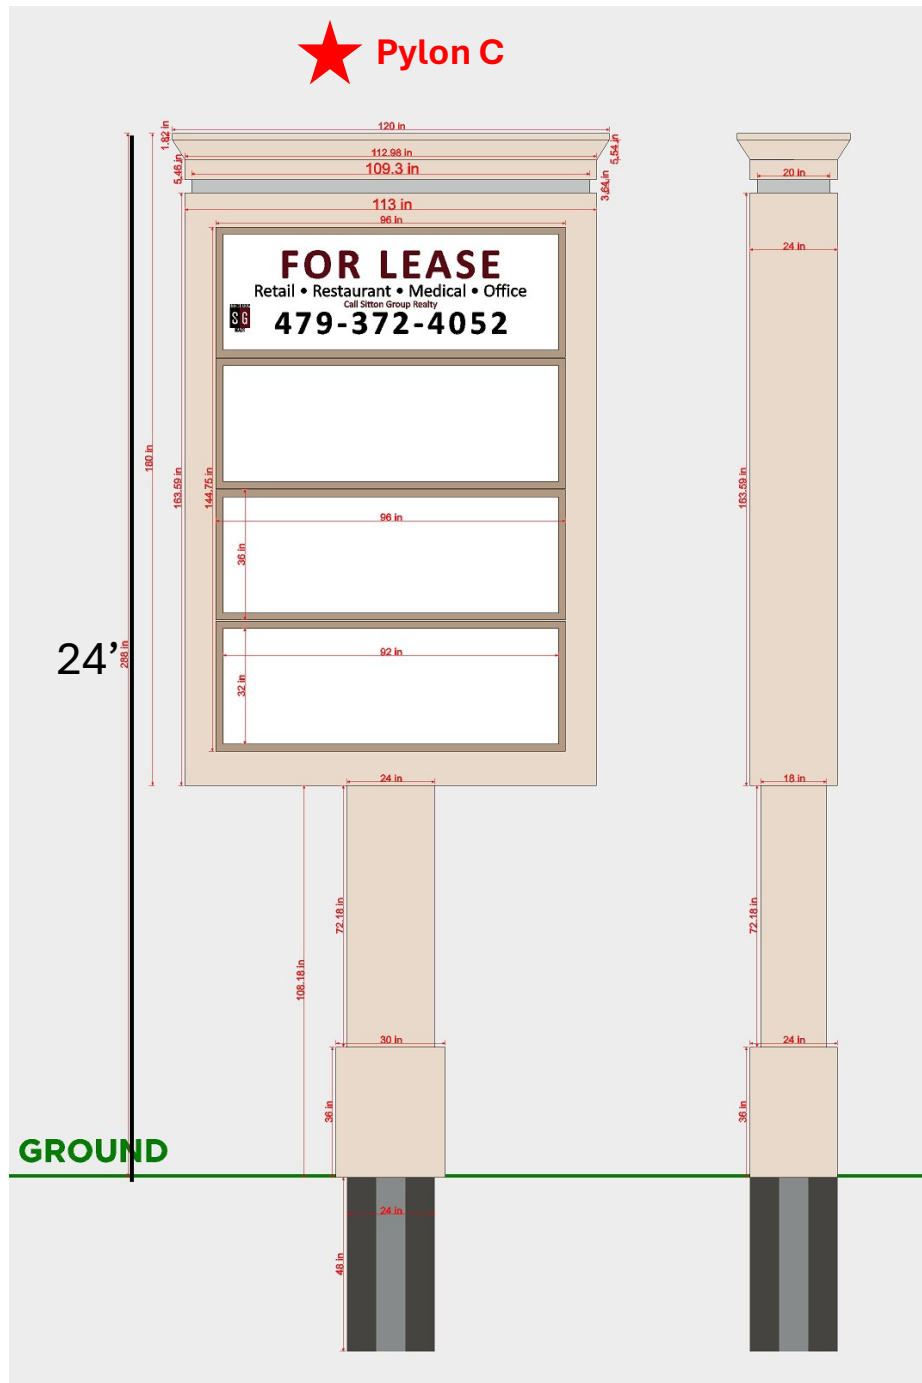 Pylon C
120 in
1.82 in
5.54 in
112.98 in
5.46 in
109.3 in
20 in
3.64 in
113 in
96 in
24 in
FOR LEASE
Retail • Restaurant • Medical • Office
Call Sitton Group Realty
S G
479-372-4052
180 in
163.59 in
144.75 in
163.59 in
96 in
36 in
24'
288 in
92 in
32 in
24 in
18 in
72.18 in
72.18 in
108.18 in
30 in
24 in
36 in
36 in
GROUND
24 in
48 in